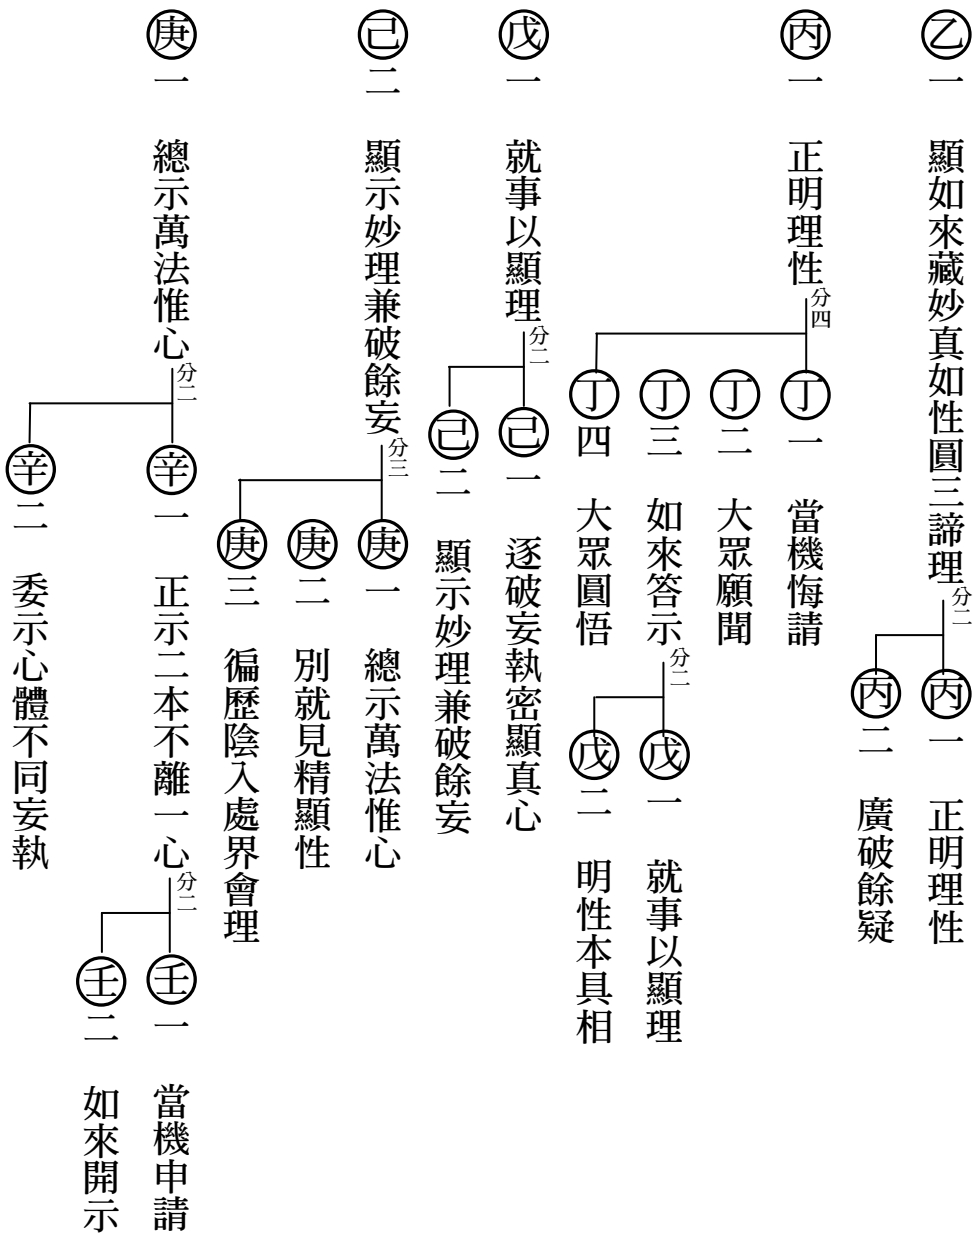 乙一　顯如來藏妙真如性圓三諦理
分二
丙一　正明理性
丙二　廣破餘疑
丙一　正明理性
分四
丁一　當機悔請
丁二　大眾願聞
丁三　如來答示
分二
戊一　就事以顯理
戊二　明性本具相
丁四　大眾圓悟
戊一　就事以顯理
分二
己一　逐破妄執密顯真心
己二　顯示妙理兼破餘妄
己二　顯示妙理兼破餘妄
分三
庚一　總示萬法惟心
庚二　別就見精顯性
庚三　徧歷陰入處界會理
庚一　總示萬法惟心
分二
辛一　正示二本不離一心
分二
壬一　當機申請
壬二　如來開示
辛二　委示心體不同妄執